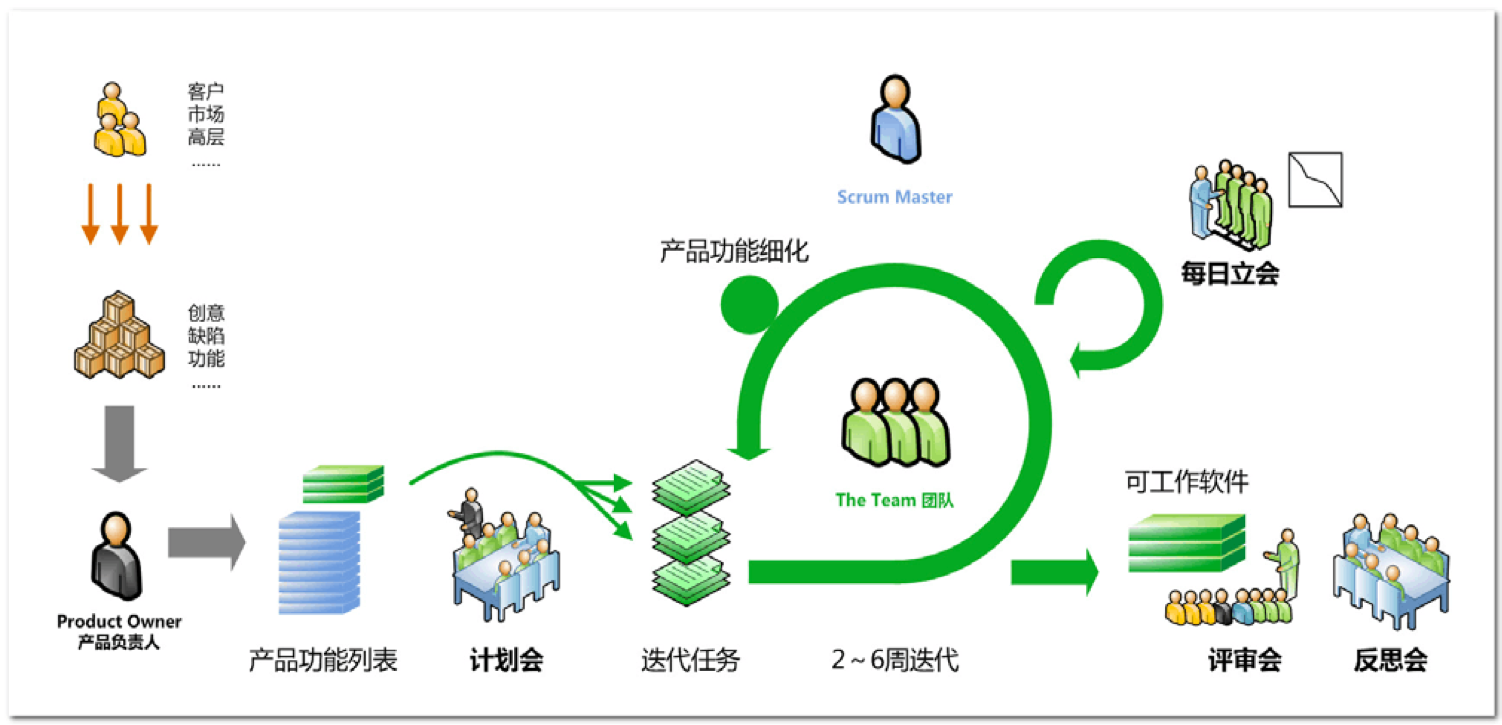 客户
市场
高层
......
创意
缺陷
功能
......
Product Owner
产品负责人
产品功能列表
计划会
迭代任务
产品功能细化
Scrum Master
The Team 团队
2～6周迭代
每日立会
可工作软件
评审会
反思会